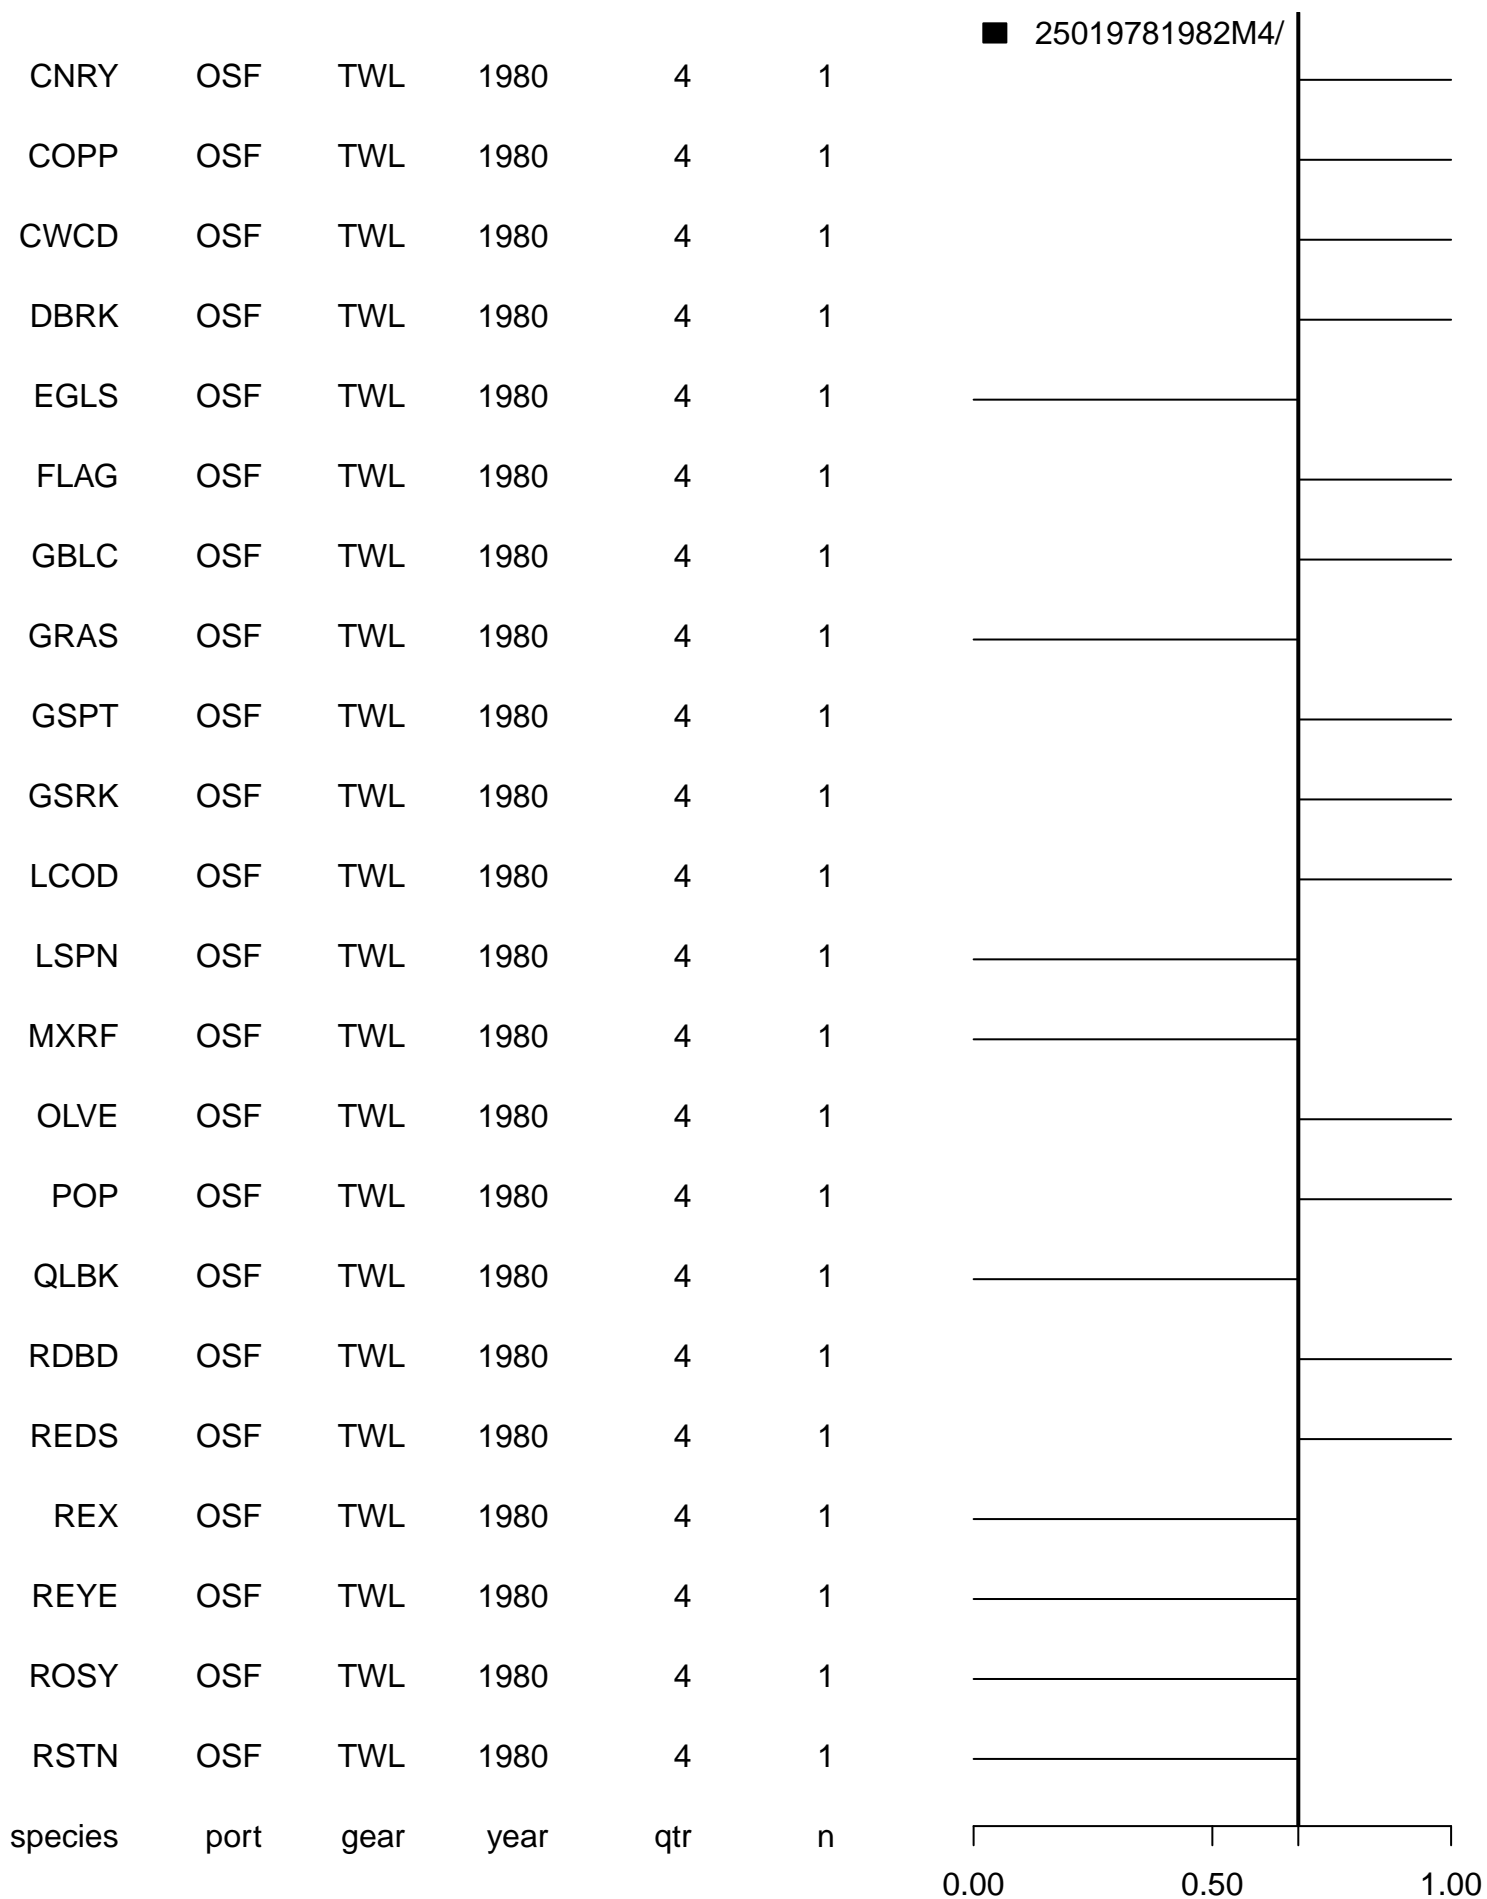 25019781982M4/
CNRY OSF TWL 1980 4 1
COPP OSF TWL 1980 4 1
CWCD OSF TWL 1980 4 1
DBRK OSF TWL 1980 4 1
EGLS OSF TWL 1980 4 1
FLAG OSF TWL 1980 4 1
GBLC OSF TWL 1980 4 1
GRAS OSF TWL 1980 4 1
GSPT OSF TWL 1980 4 1
GSRK OSF TWL 1980 4 1
LCOD OSF TWL 1980 4 1
LSPN OSF TWL 1980 4 1
MXRF OSF TWL 1980 4 1
OLVE OSF TWL 1980 4 1
POP OSF TWL 1980 4 1
QLBK OSF TWL 1980 4 1
RDBD OSF TWL 1980 4 1
REDS OSF TWL 1980 4 1
REX OSF TWL 1980 4 1
REYE OSF TWL 1980 4 1
ROSY OSF TWL 1980 4 1
RSTN OSF TWL 1980 4 1
species port gear year qtr n
0.00 0.50 1.00